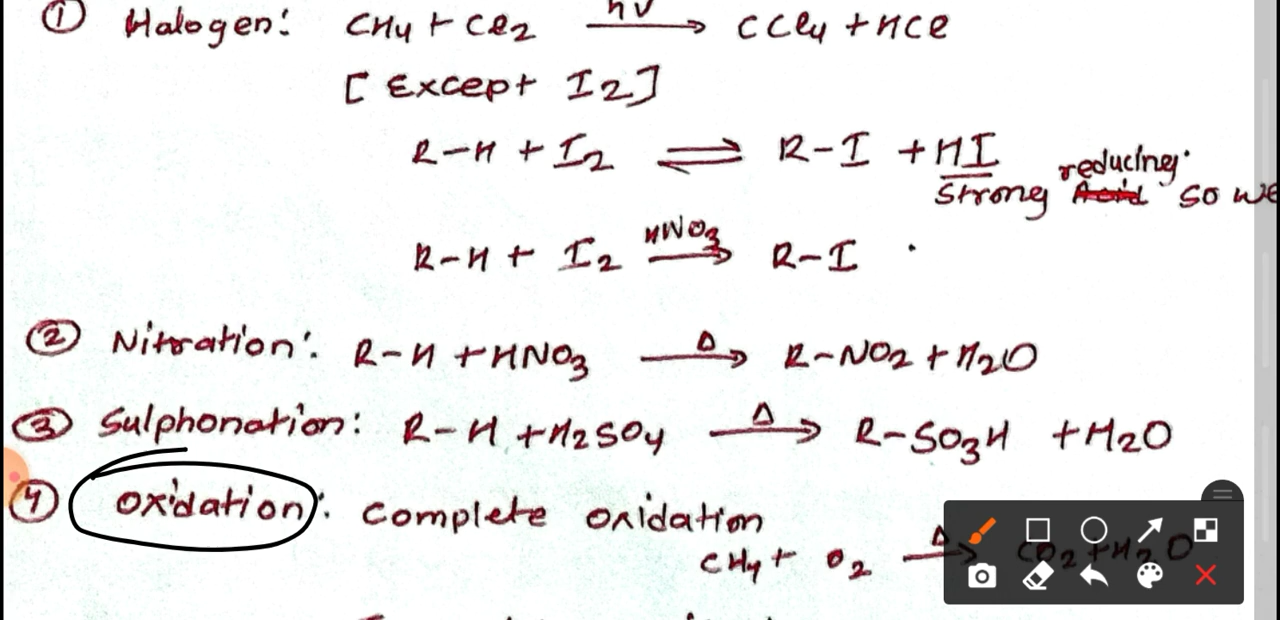 ① Halogen: CH4 + Cl2 hν → CCl4 + HCl
[Except I2]
R-H + I2 ⇌ R-I + HI
Strong reducing so we
R-H + I2 HNO3 → R-I
② Nitration: R-H + HNO3 Δ → R-NO2 + H2O
③ Sulphonation: R-H + H2SO4 Δ → R-SO3H + H2O
④ Oxidation: Complete oxidation
CH4 + O2 Δ → CO2 + H2O